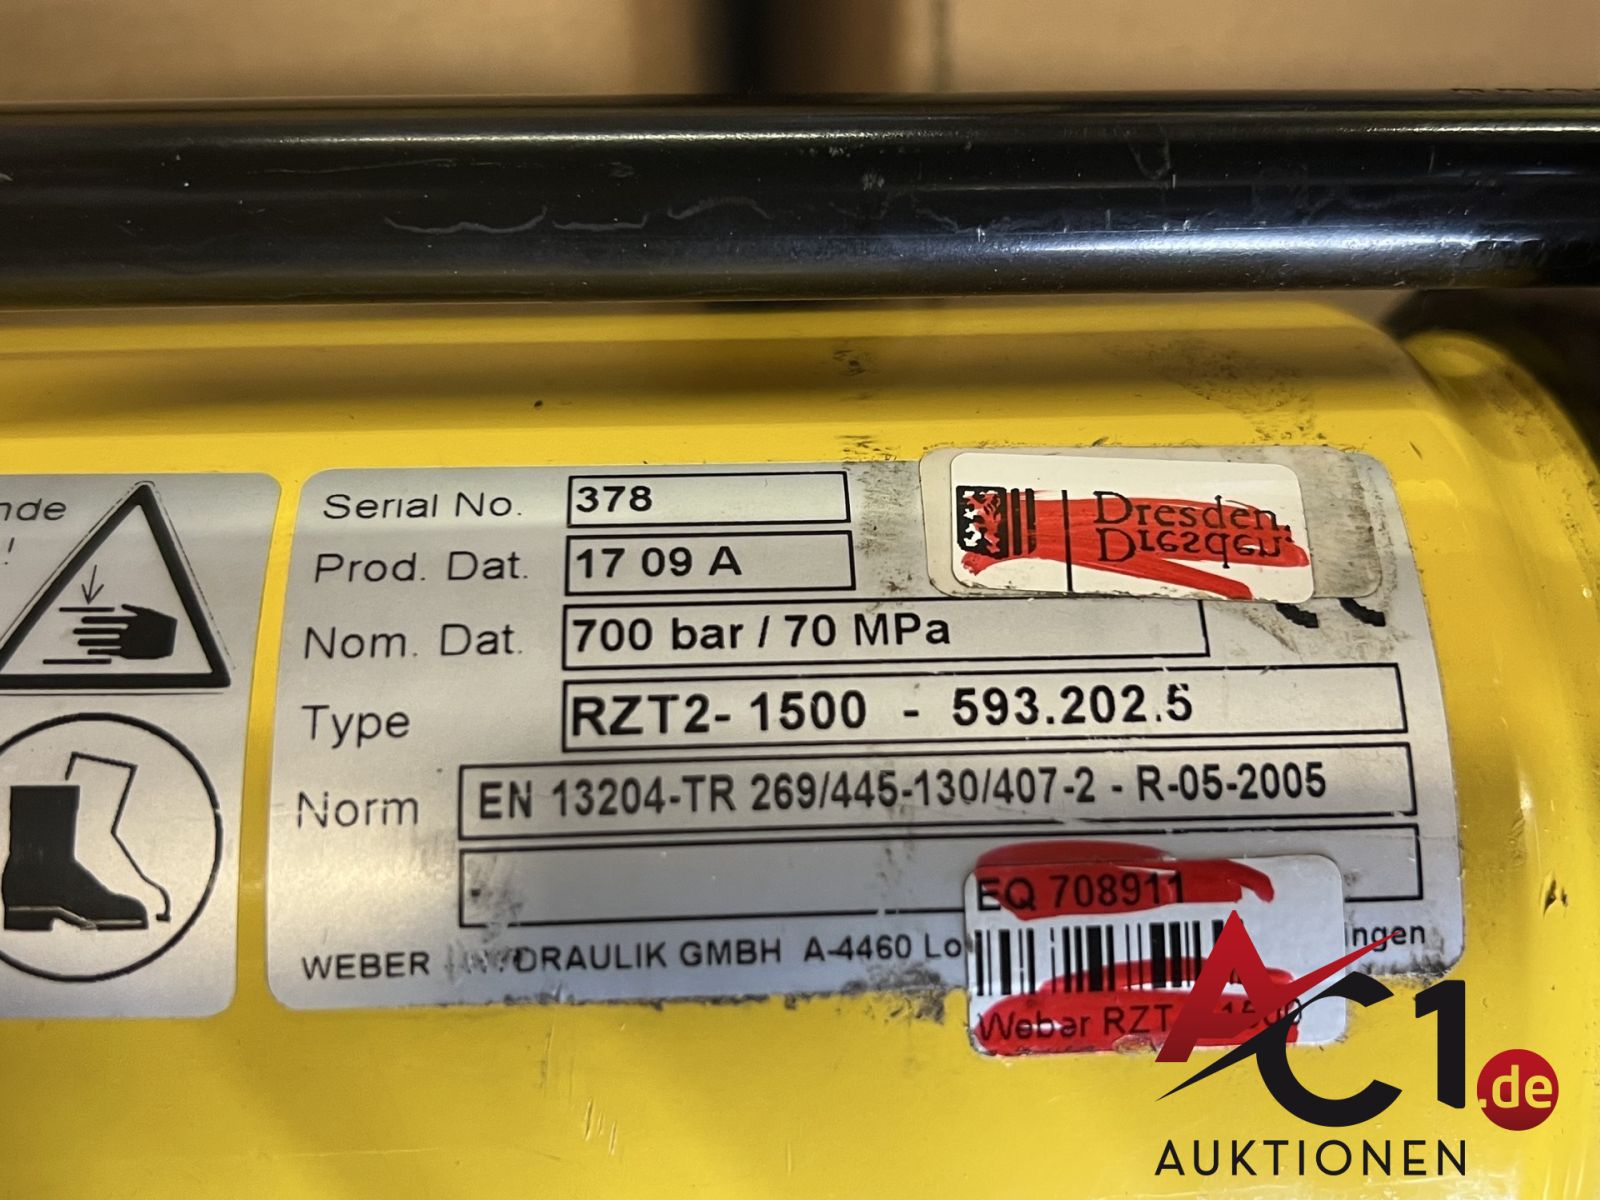 nde
!
Serial No. 378
Prod. Dat. 17 09 A
Nom. Dat. 700 bar / 70 MPa
Type RZT2- 1500 - 593.202.5
Norm EN 13204-TR 269/445-130/407-2 - R-05-2005
WEBER DRAULIK GMBH A-4460 Lo ngen
Dresden.
Dresden
EQ 708911
Weber RZT 1500
AC1.de
AUKTIONEN